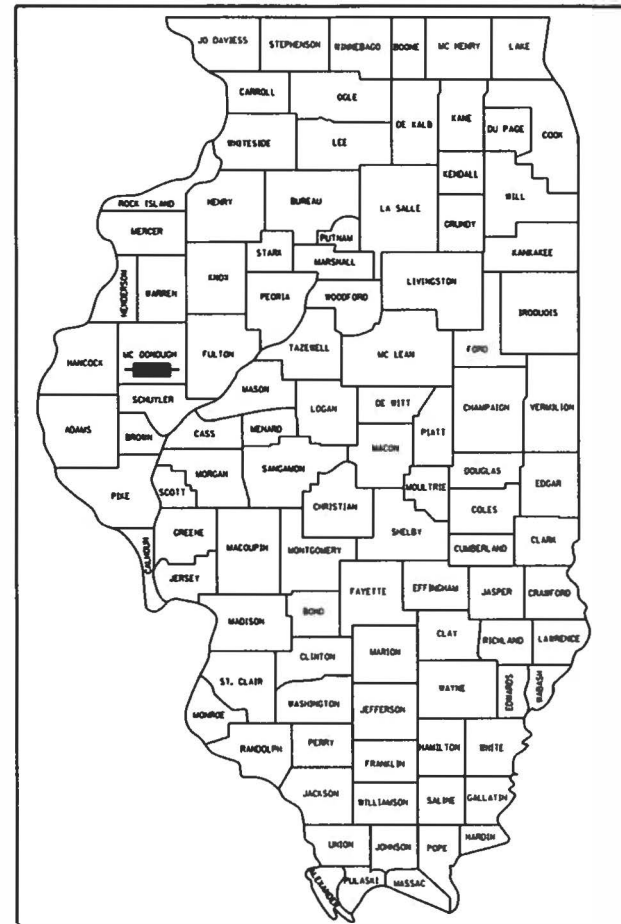 JO DAVIESS
STEPHENSON
WINNEBAGO
BOONE
MC HENRY
LAKE
CARROLL
OGLE
DE KALB
KANE
DU PAGE
COOK
WHITESIDE
LEE
KENDALL
WILL
ROCK ISLAND
HENRY
BUREAU
LA SALLE
GRUNDY
MERCER
PUTNAM
STARK
MARSHALL
KANKAKEE
HENDERSON
WARREN
KNOX
PEORIA
WOODFORD
LIVINGSTON
IROQUOIS
HANCOCK
MC DONOUGH
FULTON
TAZEWELL
MC LEAN
FORD
SCHUYLER
MASON
ADAMS
BROWN
CASS
MENARD
LOGAN
DE WITT
PIATT
CHAMPAIGN
VERMILION
MACON
PIKE
SCOTT
MORGAN
SANGAMON
CHRISTIAN
MOULTRIE
DOUGLAS
EDGAR
COLES
CALHOUN
GREENE
MACOUPIN
MONTGOMERY
SHELBY
CUMBERLAND
CLARK
JERSEY
FAYETTE
EFFINGHAM
JASPER
CRAWFORD
MADISON
BOND
CLAY
RICHLAND
LAWRENCE
CLINTON
MARION
ST. CLAIR
WAYNE
EDWARDS
WABASH
MONROE
WASHINGTON
JEFFERSON
RANDOLPH
PERRY
HAMILTON
WHITE
FRANKLIN
JACKSON
WILLIAMSON
SALINE
GALLATIN
UNION
JOHNSON
POPE
HARDIN
ALEXANDER
PULASKI
MASSAC